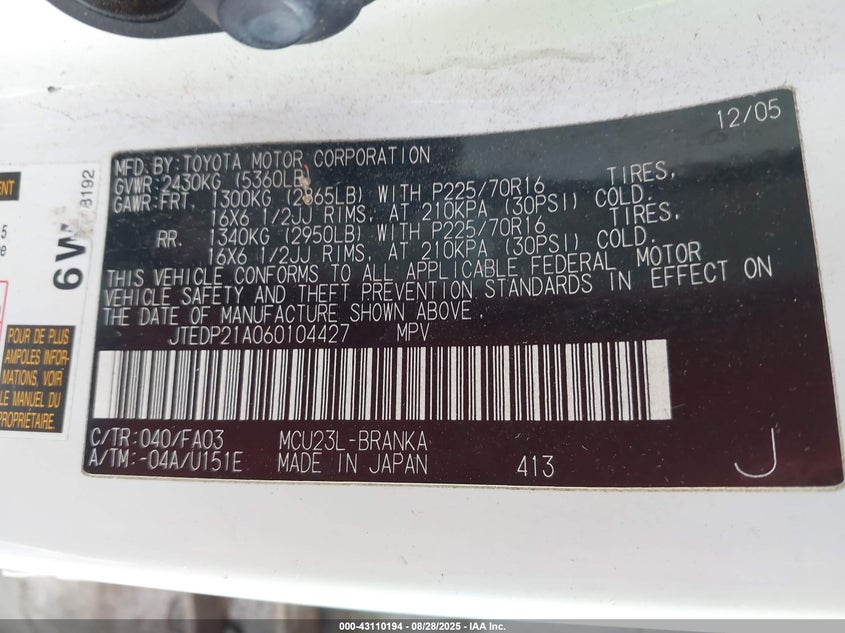 12/05
MFD.BY:TOYOTA MOTOR CORPORATION
GVWR:2430KG (5360LB)
GAWR:FRT. 1300KG (2865LB) WITH P225/70R16 TIRES,
16X6 1/2JJ RIMS, AT 210KPA (30PSI) COLD.
RR. 1340KG (2950LB) WITH P225/70R16 TIRES,
16X6 1/2JJ RIMS, AT 210KPA (30PSI) COLD.
THIS VEHICLE CONFORMS TO ALL APPLICABLE FEDERAL MOTOR
VEHICLE SAFETY AND THEFT PREVENTION STANDARDS IN EFFECT ON
THE DATE OF MANUFACTURE SHOWN ABOVE.
JTEDP21A060104427 MPV
C/TR:040/FA03 MCU23L-BRANKA
A/TM:-04A/U151E MADE IN JAPAN 413 J
8192
POUR DE PLUS
AMPLES INFOR-
MATIONS, VOIR
LE MANUEL DU
PROPRIÉTAIRE.
000-43110194 - 08/28/2025 - IAA Inc.